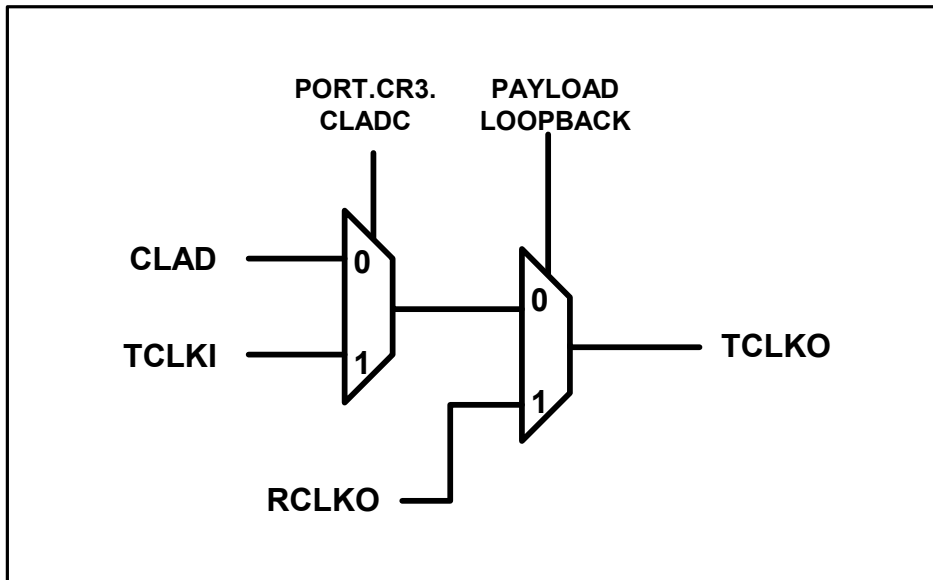 PORT.CR3.
CLADC
PAYLOAD
LOOPBACK
CLAD
0
TCLKI
1
0
1
TCLKO
RCLKO